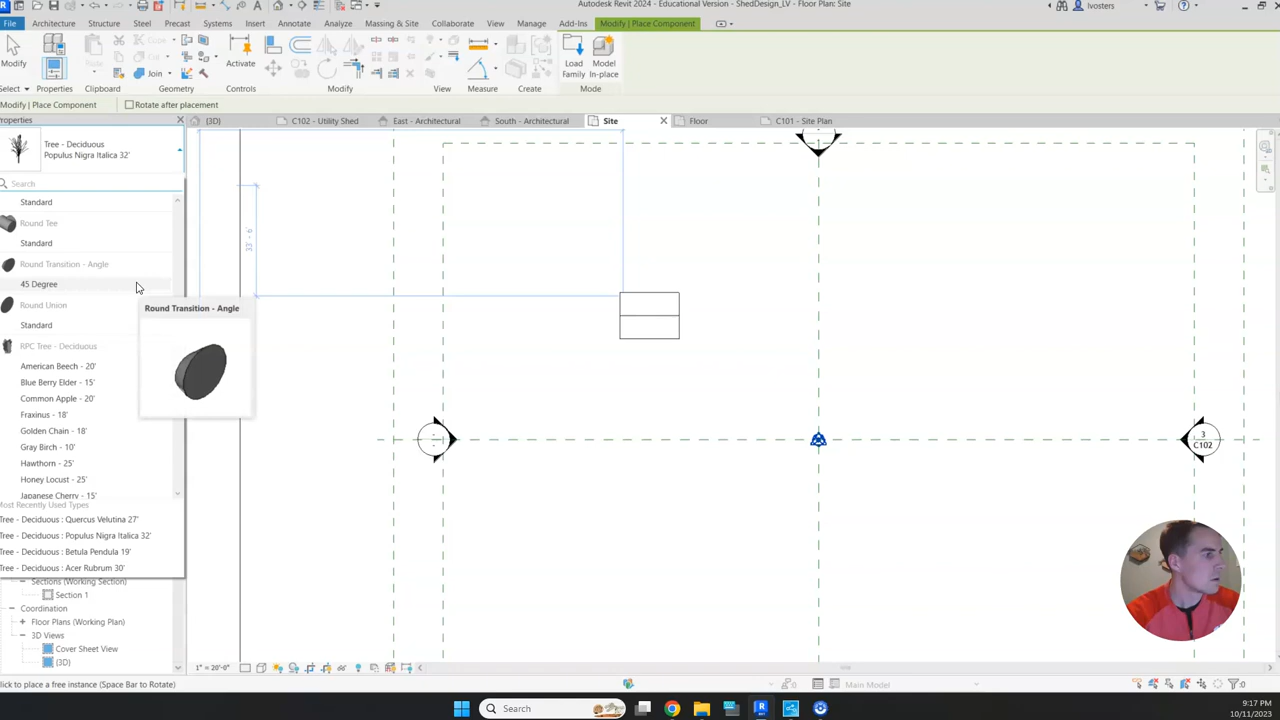 Autodesk Revit 2024 - Educational Version - ShedDesign_LV - Floor Plan: Site
lvosters
File
Architecture
Structure
Steel
Precast
Systems
Insert
Annotate
Analyze
Massing & Site
Collaborate
View
Manage
Add-Ins
Modify | Place Component
Modify
Paste
Cope
Cut
Join
Activate
Load
Family
Model
In-place
Select
Properties
Clipboard
Geometry
Controls
Modify
View
Measure
Create
Mode
Modify | Place Component
Rotate after placement
Properties
(3D)
C102 - Utility Shed
East - Architectural
South - Architectural
Site
Floor
C101 - Site Plan
Tree - Deciduous
Populus Nigra Italica 32'
Search
Standard
Round Tee
Standard
Round Transition - Angle
45 Degree
Round Union
Standard
RPC Tree - Deciduous
American Beech - 20'
Blue Berry Elder - 15'
Common Apple - 20'
Fraxinus - 18'
Golden Chain - 18'
Gray Birch - 10'
Hawthorn - 25'
Honey Locust - 25'
Japanese Cherry - 15'
Most Recently Used Types
Tree - Deciduous : Quercus Velutina 27'
Tree - Deciduous : Populus Nigra Italica 32'
Tree - Deciduous : Betula Pendula 19'
Tree - Deciduous : Acer Rubrum 30'
Round Transition - Angle
33' - 6"
3
C102
Sections (Working Section)
Section 1
Coordination
Floor Plans (Working Plan)
3D Views
Cover Sheet View
{3D}
1" = 20'-0"
Click to place a free instance (Space Bar to Rotate)
:0
Main Model
:0
Search
9:17 PM
10/11/2023